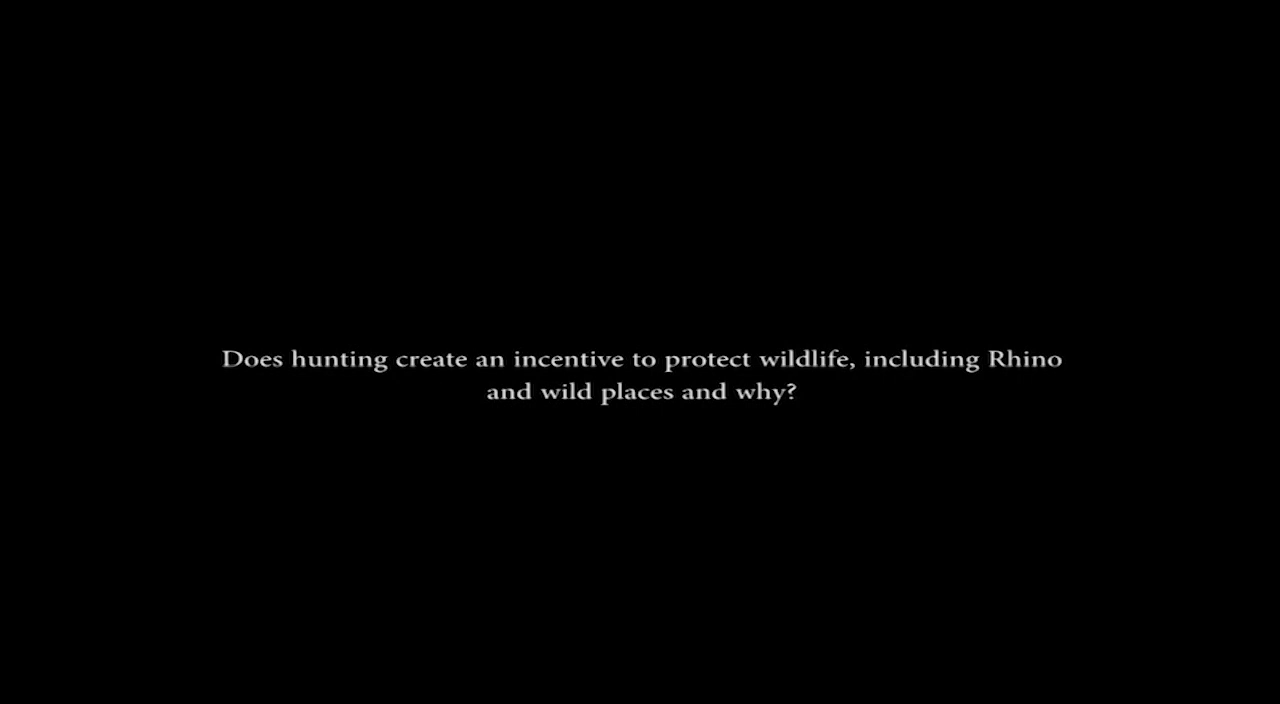 Does hunting create an incentive to protect wildlife, including Rhino
and wild places and why?